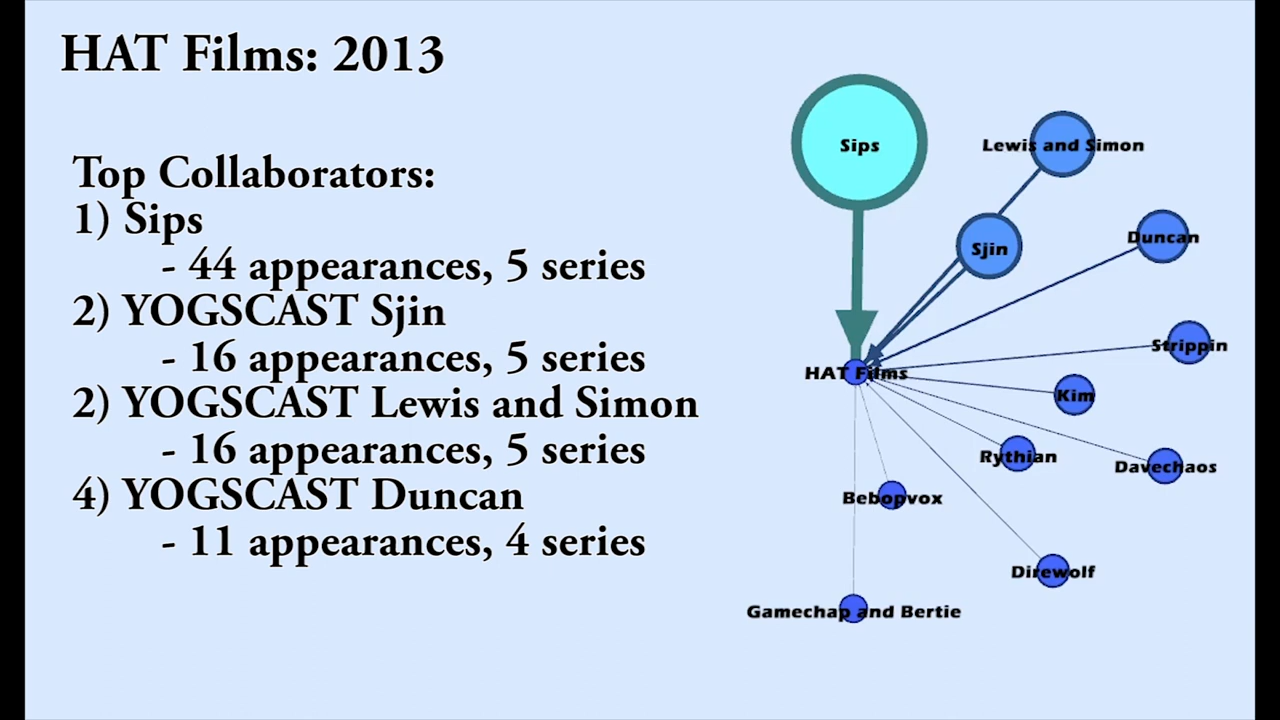 HAT Films: 2013
Top Collaborators:
1) Sips
- 44 appearances, 5 series
2) YOGSCAST Sjin
- 16 appearances, 5 series
2) YOGSCAST Lewis and Simon
- 16 appearances, 5 series
4) YOGSCAST Duncan
- 11 appearances, 4 series
Sips
Lewis and Simon
Duncan
Sjin
Strippin
HAT Films
Kim
Rythian
Davechaos
Bebopvox
Direwolf
Gamechap and Bertie